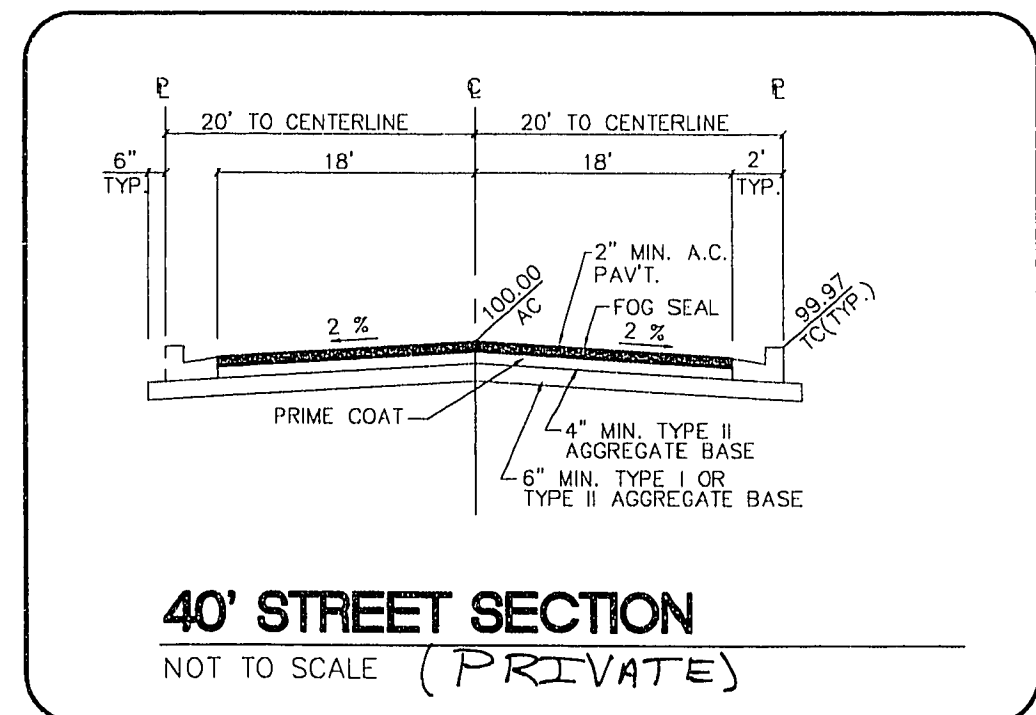 ℄ ℄ ℄
20' TO CENTERLINE 20' TO CENTERLINE
6" 18' 18' 2'
TYP. TYP.
2" MIN. A.C.
PAV'T.
100.00
AC
FOG SEAL
99.97
TC(TYP.)
2 % 2 %
PRIME COAT
4" MIN. TYPE II
AGGREGATE BASE
6" MIN. TYPE I OR
TYPE II AGGREGATE BASE
40' STREET SECTION
NOT TO SCALE (PRIVATE)